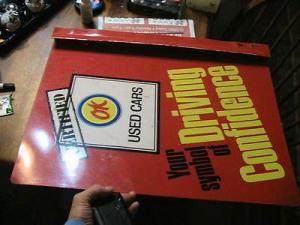 CERTIFIED
OK
USED CARS
Your
symbol
of
Driving
Confidence